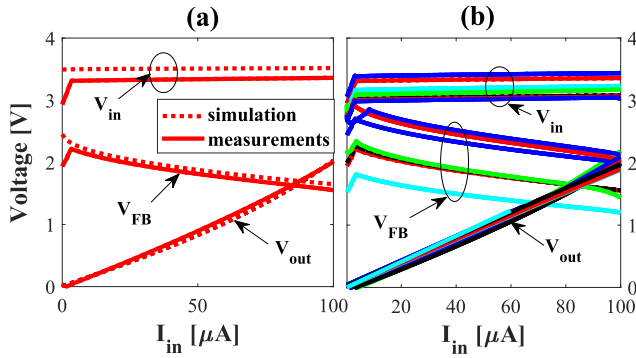 (a)
(b)
4
3
2
1
0
Voltage [V]
V_in
simulation
measurements
V_FB
V_out
0
50
100
I_in [μA]
V_in
V_FB
V_out
4
3
2
1
0
20
40
60
80
100
I_in [μA]